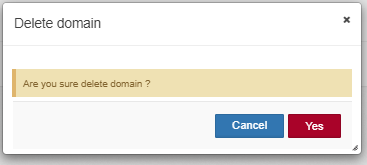 Delete domain
×
Are you sure delete domain ?
Cancel Yes